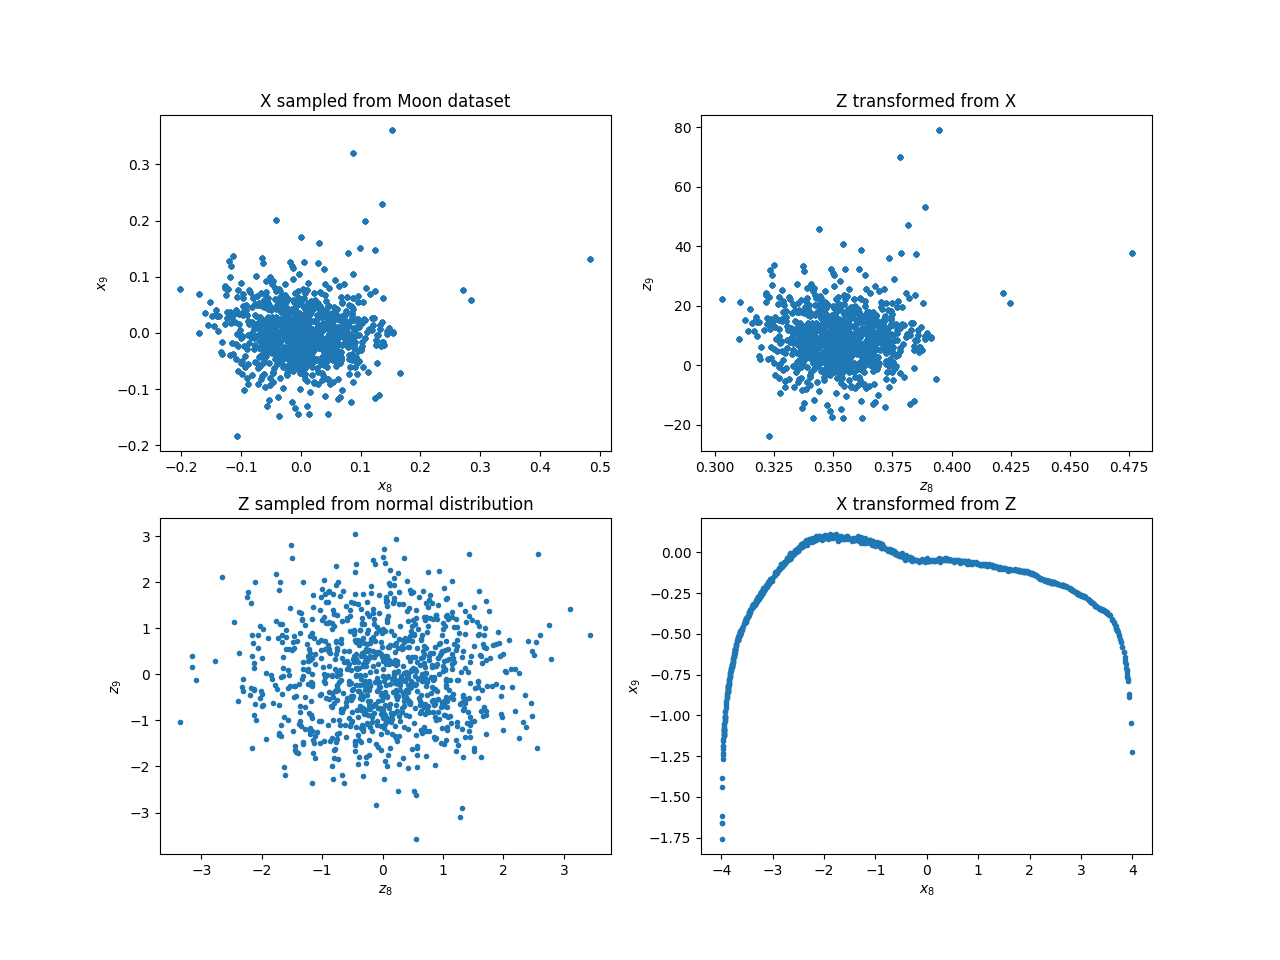 X sampled from Moon dataset
0.3
0.2
0.1
0.0
−0.1
−0.2
x₉
−0.2 −0.1 0.0 0.1 0.2 0.3 0.4 0.5
x₈
Z transformed from X
80
60
40
20
0
−20
z₉
0.300 0.325 0.350 0.375 0.400 0.425 0.450 0.475
z₈
Z sampled from normal distribution
3
2
1
0
−1
−2
−3
z₉
−3 −2 −1 0 1 2 3
z₈
X transformed from Z
0.00
−0.25
−0.50
−0.75
−1.00
−1.25
−1.50
−1.75
x₉
−4 −3 −2 −1 0 1 2 3 4
x₈